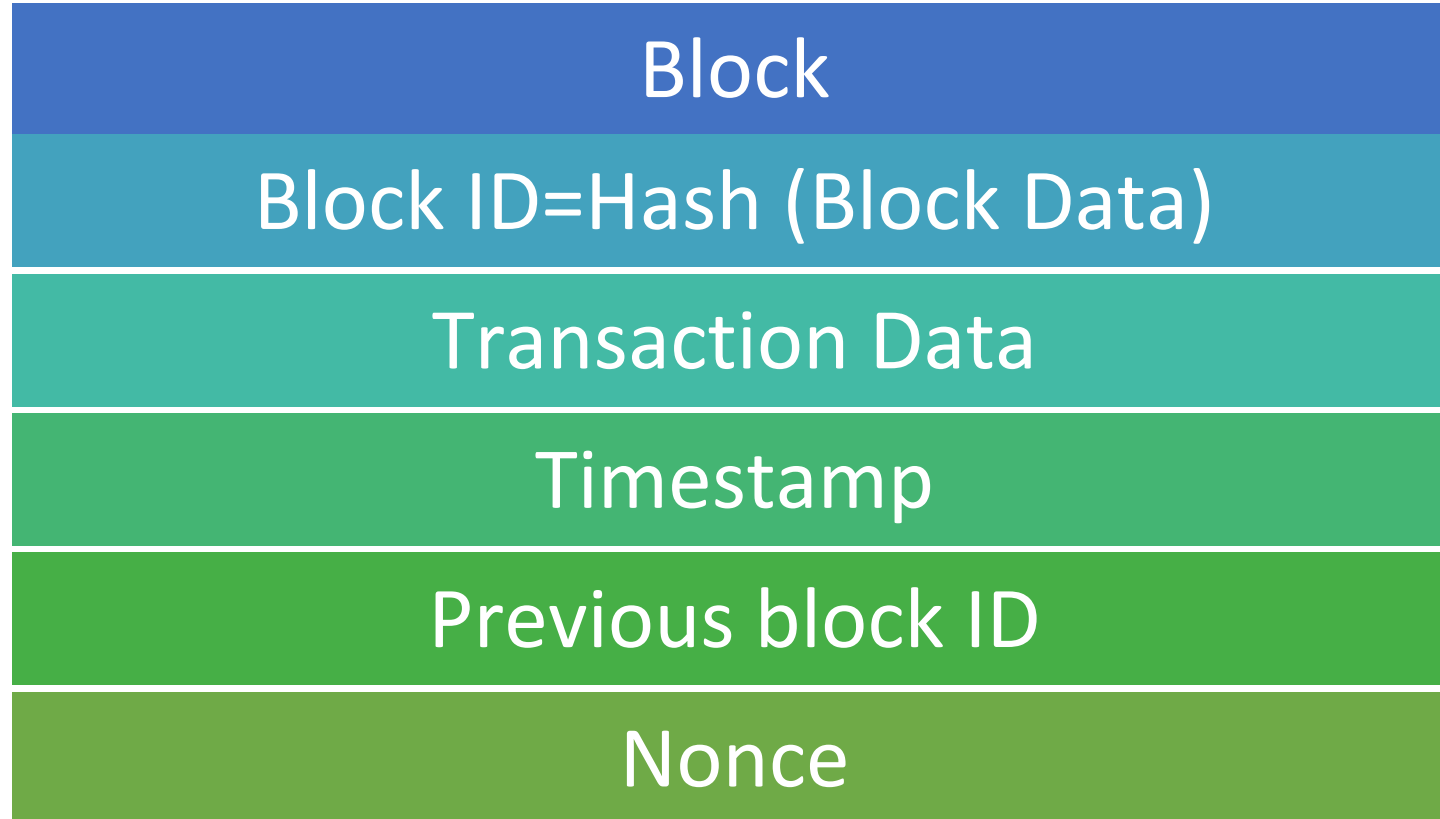 Block
Block ID=Hash (Block Data)
Transaction Data
Timestamp
Previous block ID
Nonce